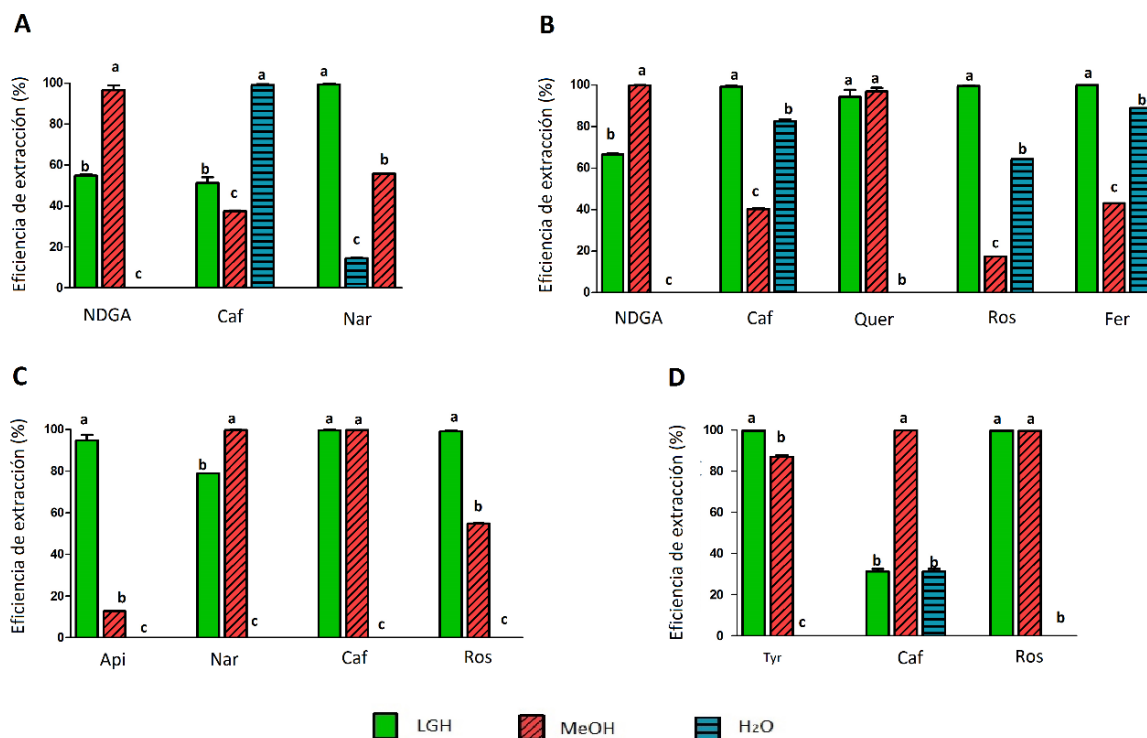 A
Eficiencia de extracción (%)
100
80
60
40
20
0
b
a
c
b
c
a
a
c
b
NDGA
Caf
Nar
B
Eficiencia de extracción (%)
100
80
60
40
20
0
b
a
c
a
c
b
a
a
b
a
c
b
a
c
b
NDGA
Caf
Quer
Ros
Fer
C
Eficiencia de extracción (%)
100
80
60
40
20
0
a
b
c
b
a
c
a
a
c
a
b
c
Api
Nar
Caf
Ros
D
Eficiencia de extracción (%)
100
80
60
40
20
0
a
b
c
b
a
b
a
a
b
Tyr
Caf
Ros
LGH
MeOH
H2O